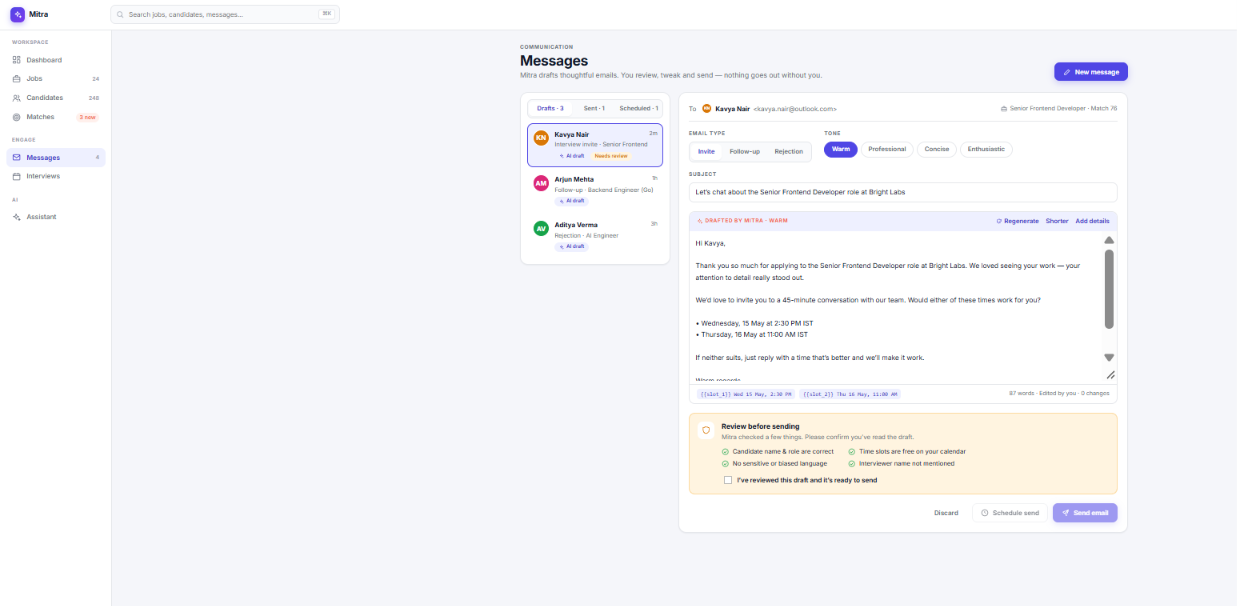 Mitra
Search jobs, candidates, messages...
⌘K
WORKSPACE
Dashboard
Jobs 24
Candidates 248
Matches 3 new
ENGAGE
Messages 4
Interviews
AI
Assistant
COMMUNICATION
Messages
Mitra drafts thoughtful emails. You review, tweak and send — nothing goes out without you.
New message
Drafts · 3 Sent · 1 Scheduled · 1
KN Kavya Nair 2m
Interview invite · Senior Frontend
AI draft Needs review
AM Arjun Mehta 1h
Follow-up · Backend Engineer (Go)
AI draft
AV Aditya Verma 3h
Rejection · AI Engineer
AI draft
To KN Kavya Nair <kavya.nair@outlook.com> Senior Frontend Developer · Match 76
EMAIL TYPE
Invite Follow-up Rejection
TONE
Warm Professional Concise Enthusiastic
SUBJECT
Let's chat about the Senior Frontend Developer role at Bright Labs
DRAFTED BY MITRA · WARM Regenerate Shorter Add details
Hi Kavya,
Thank you so much for applying to the Senior Frontend Developer role at Bright Labs. We loved seeing your work — your
attention to detail really stood out.
We'd love to invite you to a 45-minute conversation with our team. Would either of these times work for you?
• Wednesday, 15 May at 2:30 PM IST
• Thursday, 16 May at 11:00 AM IST
If neither suits, just reply with a time that's better and we'll make it work.
Warm regards,
{{slot_1}} Wed 15 May, 2:30 PM {{slot_2}} Thu 16 May, 11:00 AM 87 words · Edited by you · 0 changes
Review before sending
Mitra checked a few things. Please confirm you've read the draft.
Candidate name & role are correct Time slots are free on your calendar
No sensitive or biased language Interviewer name not mentioned
I've reviewed this draft and it's ready to send
Discard Schedule send Send email